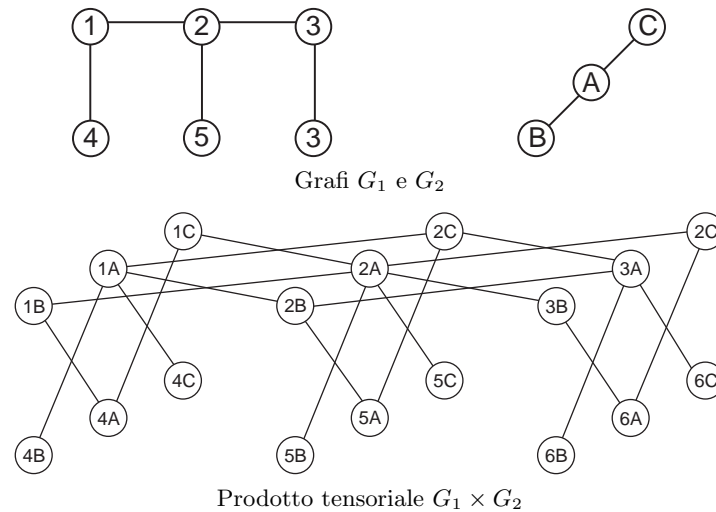 1 2 3 C
A
4 5 3 B
Grafi G₁ e G₂
1C 2C 2C
1A 2A 3A
1B 2B 3B
4C 5C 6C
4A 5A 6A
4B 5B 6B
Prodotto tensoriale G₁ × G₂